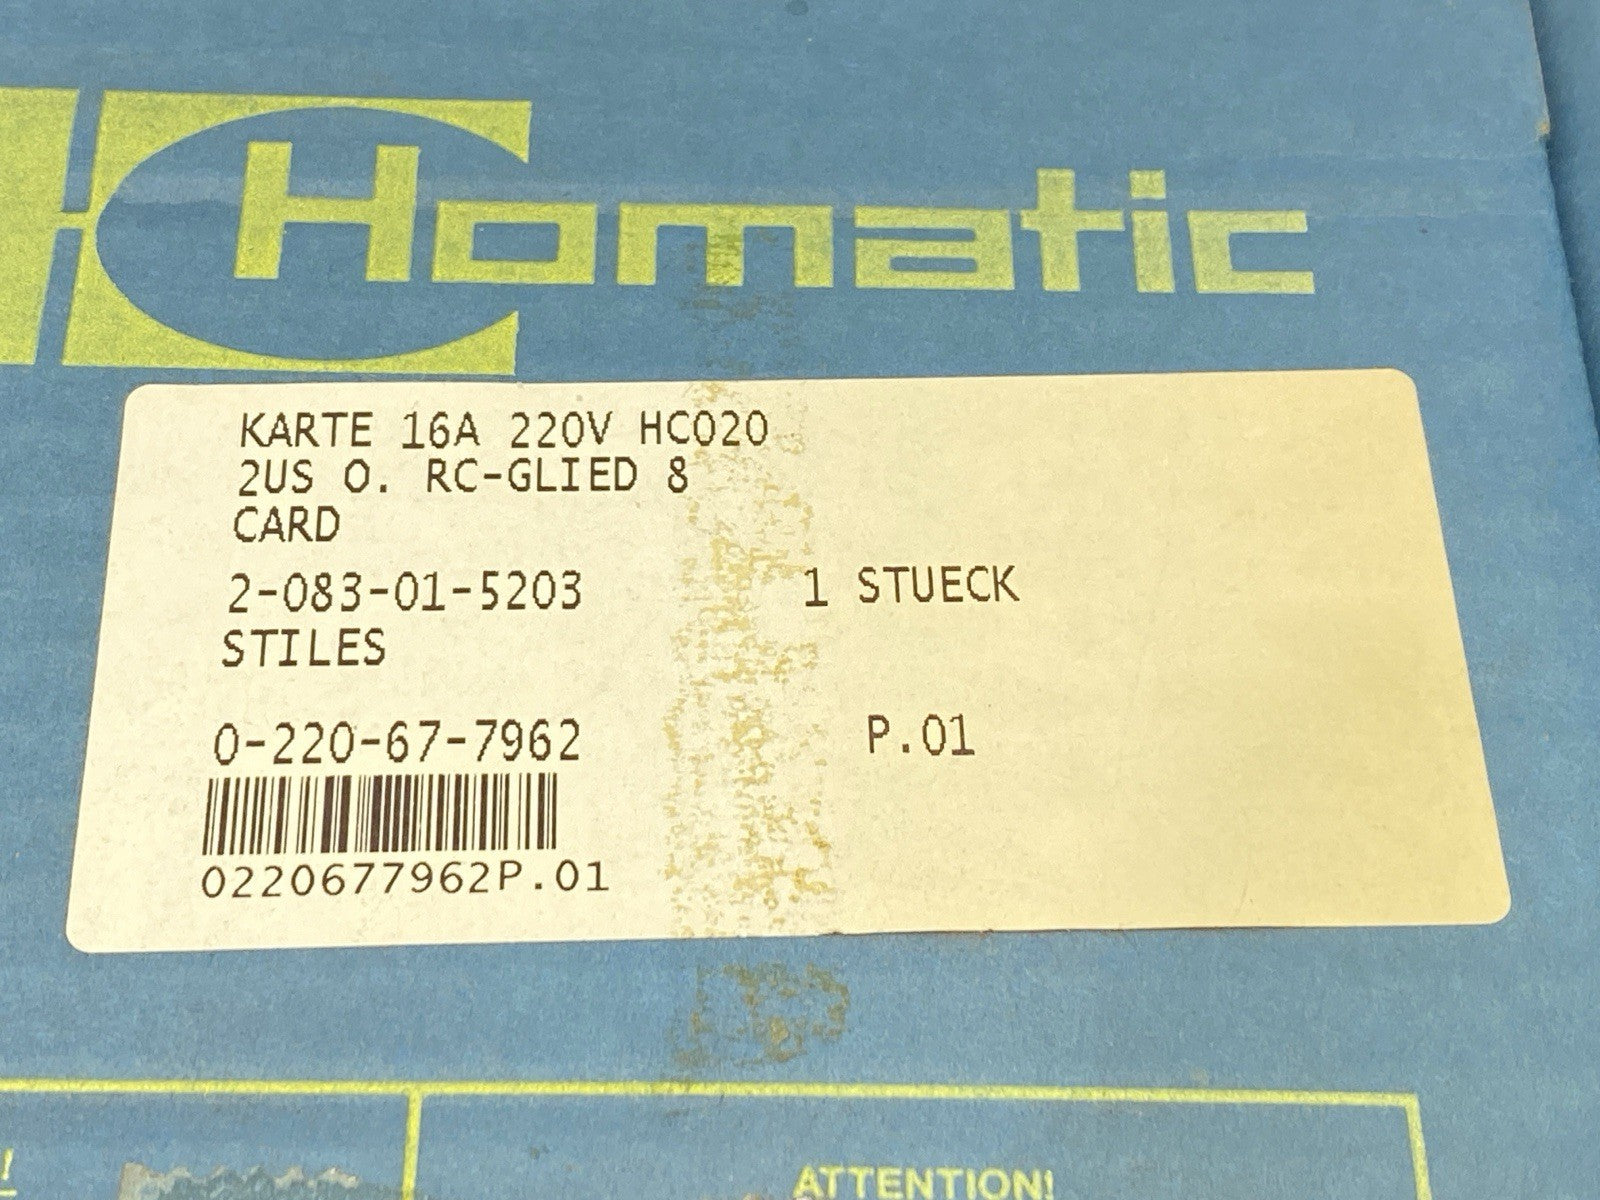 Homatic
KARTE 16A 220V HC020
2US O. RC-GLIED 8
CARD
2-083-01-5203 1 STUECK
STILES
0-220-67-7962 P.01
0220677962P.01
! ATTENTION!